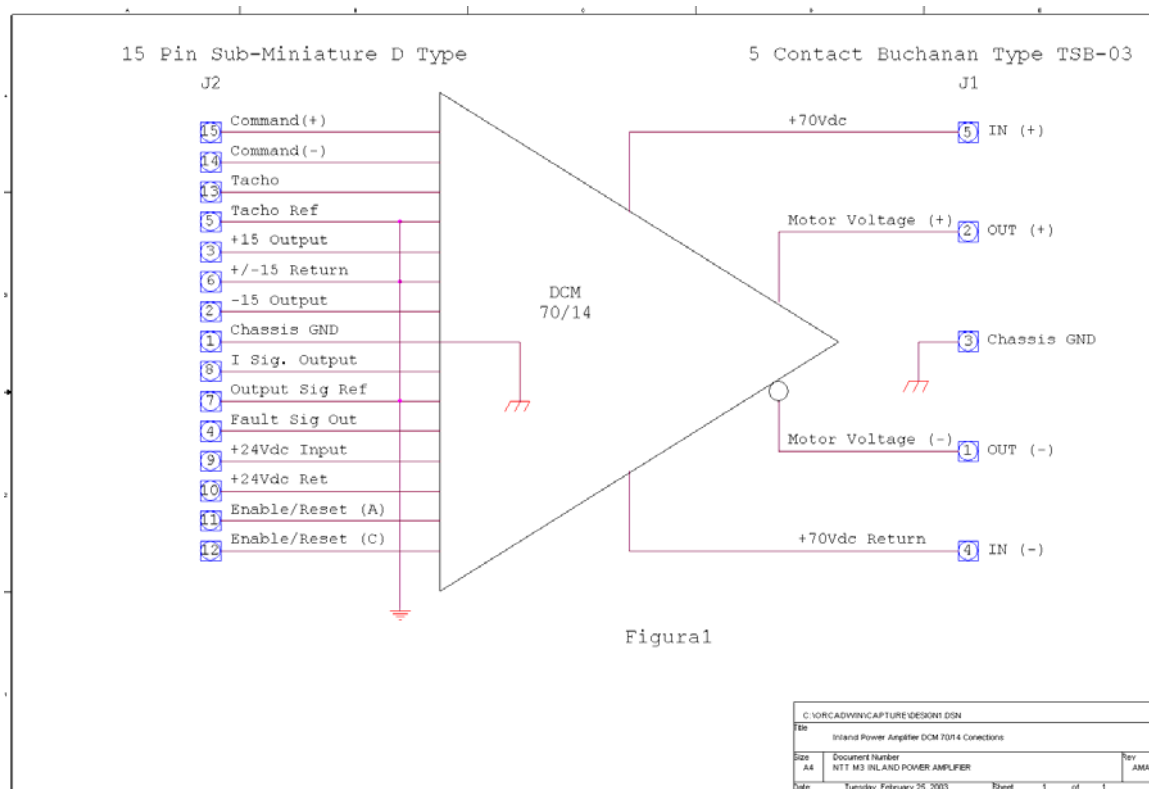 15 Pin Sub-Miniature D Type
5 Contact Buchanan Type TSB-03
J2
J1
15 Command(+)
14 Command(-)
13 Tacho
5 Tacho Ref
3 +15 Output
6 +/-15 Return
2 -15 Output
1 Chassis GND
8 I Sig. Output
7 Output Sig Ref
4 Fault Sig Out
9 +24Vdc Input
10 +24Vdc Ret
11 Enable/Reset (A)
12 Enable/Reset (C)
DCM
70/14
+70Vdc 5 IN (+)
Motor Voltage (+) 2 OUT (+)
3 Chassis GND
Motor Voltage (-) 1 OUT (-)
+70Vdc Return 4 IN (-)
Figura1
C:\ORCADWIN\CAPTURE\DESIGN1.DSN
Title
Inland Power Amplifier DCM 70/14 Conections
Size Document Number Rev
A4 NTT M3 INLAND POWER AMPLIFIER AMA
Date Tuesday, February 25, 2003 Sheet 1 of 1